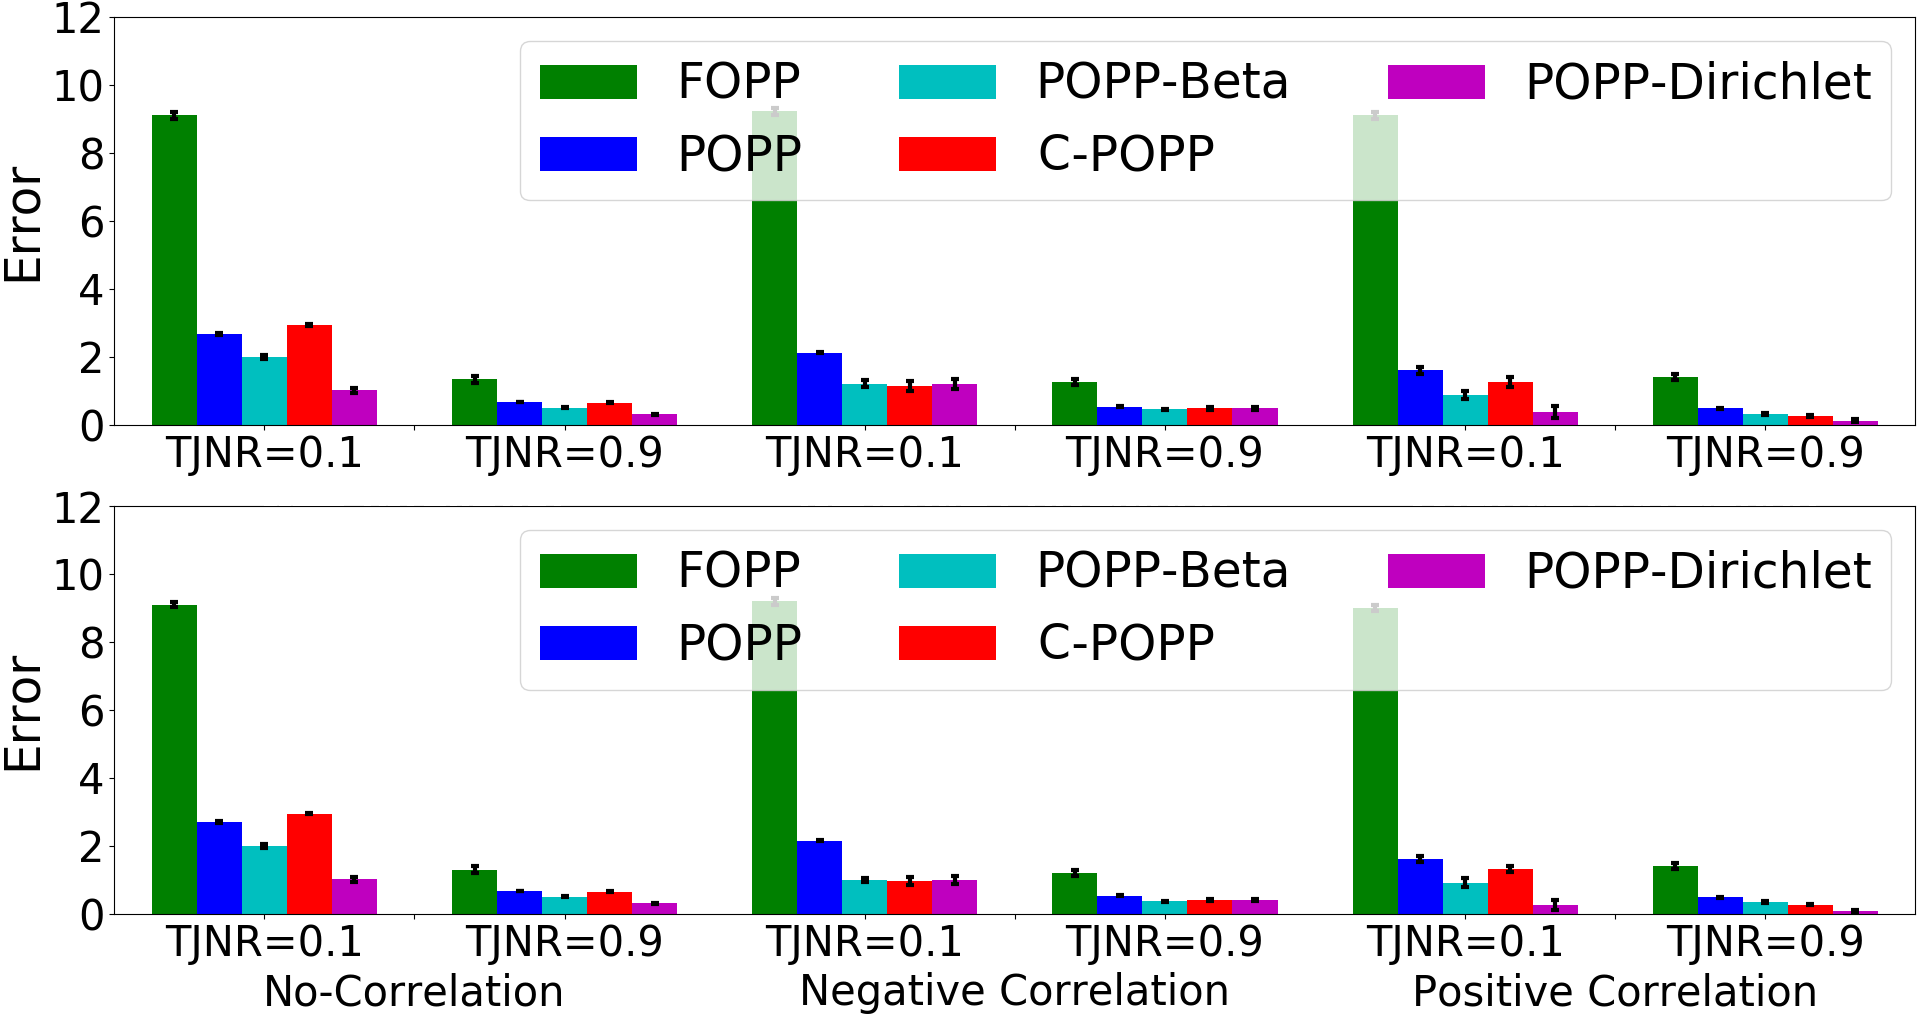 12
10
8
6
4
2
0
Error
FOPP POPP-Beta POPP-Dirichlet
POPP C-POPP
TJNR=0.1 TJNR=0.9 TJNR=0.1 TJNR=0.9 TJNR=0.1 TJNR=0.9
12
10
8
6
4
2
0
Error
FOPP POPP-Beta POPP-Dirichlet
POPP C-POPP
TJNR=0.1 TJNR=0.9 TJNR=0.1 TJNR=0.9 TJNR=0.1 TJNR=0.9
No-Correlation Negative Correlation Positive Correlation